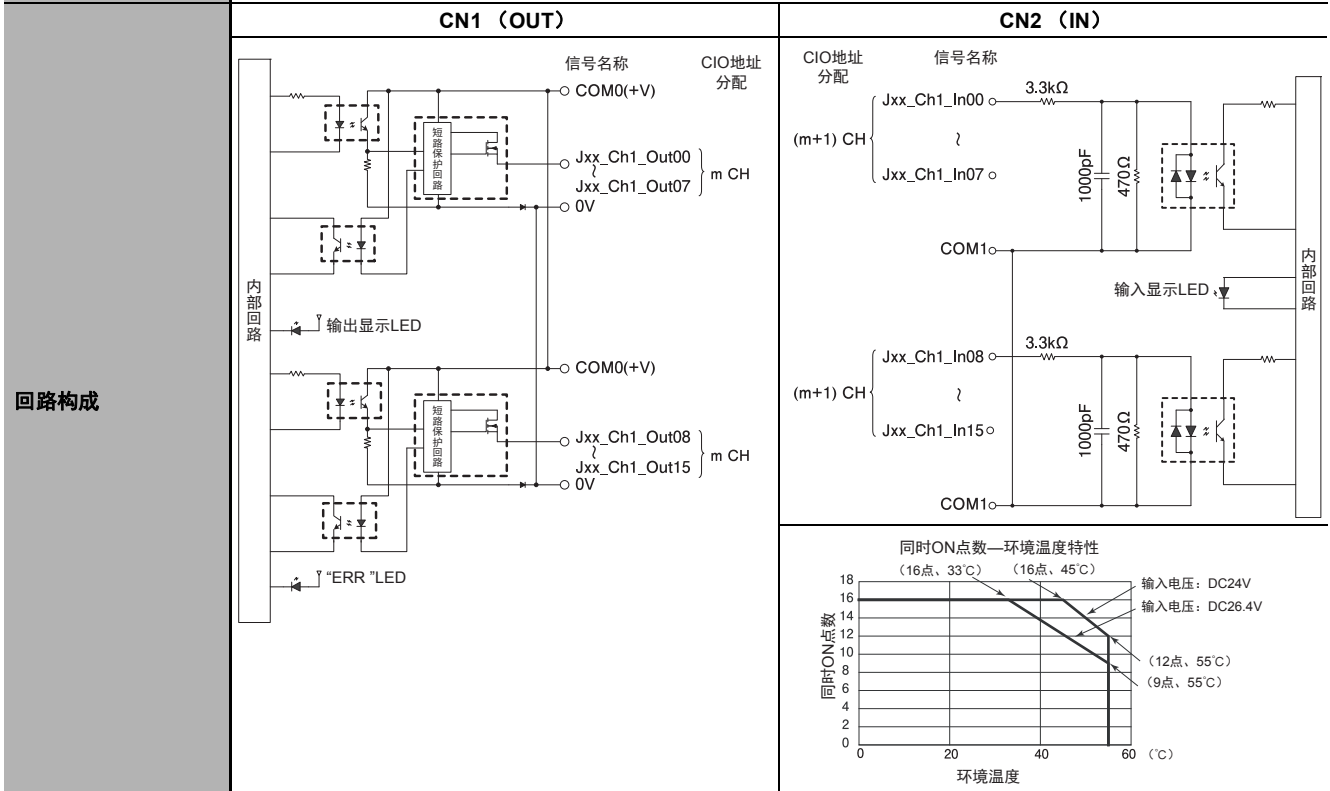 CN1 （OUT）
CN2 （IN）
回路构成
信号名称
CIO地址
分配
COM0(+V)
短路保护回路
Jxx_Ch1_Out00
～
Jxx_Ch1_Out07
m CH
0V
内部回路
输出显示LED
COM0(+V)
短路保护回路
Jxx_Ch1_Out08
～
Jxx_Ch1_Out15
m CH
0V
“ERR ”LED
CIO地址
分配
信号名称
Jxx_Ch1_In00
3.3kΩ
(m+1) CH
～
Jxx_Ch1_In07
1000pF
470Ω
COM1
内部回路
输入显示LED
Jxx_Ch1_In08
3.3kΩ
(m+1) CH
～
Jxx_Ch1_In15
1000pF
470Ω
COM1
同时ON点数—环境温度特性
（16点、33℃）
（16点、45℃）
输入电压：DC24V
输入电压：DC26.4V
（12点、55℃）
（9点、55℃）
同时ON点数
18
16
14
12
10
8
6
4
2
0
0
20
40
60
（℃）
环境温度